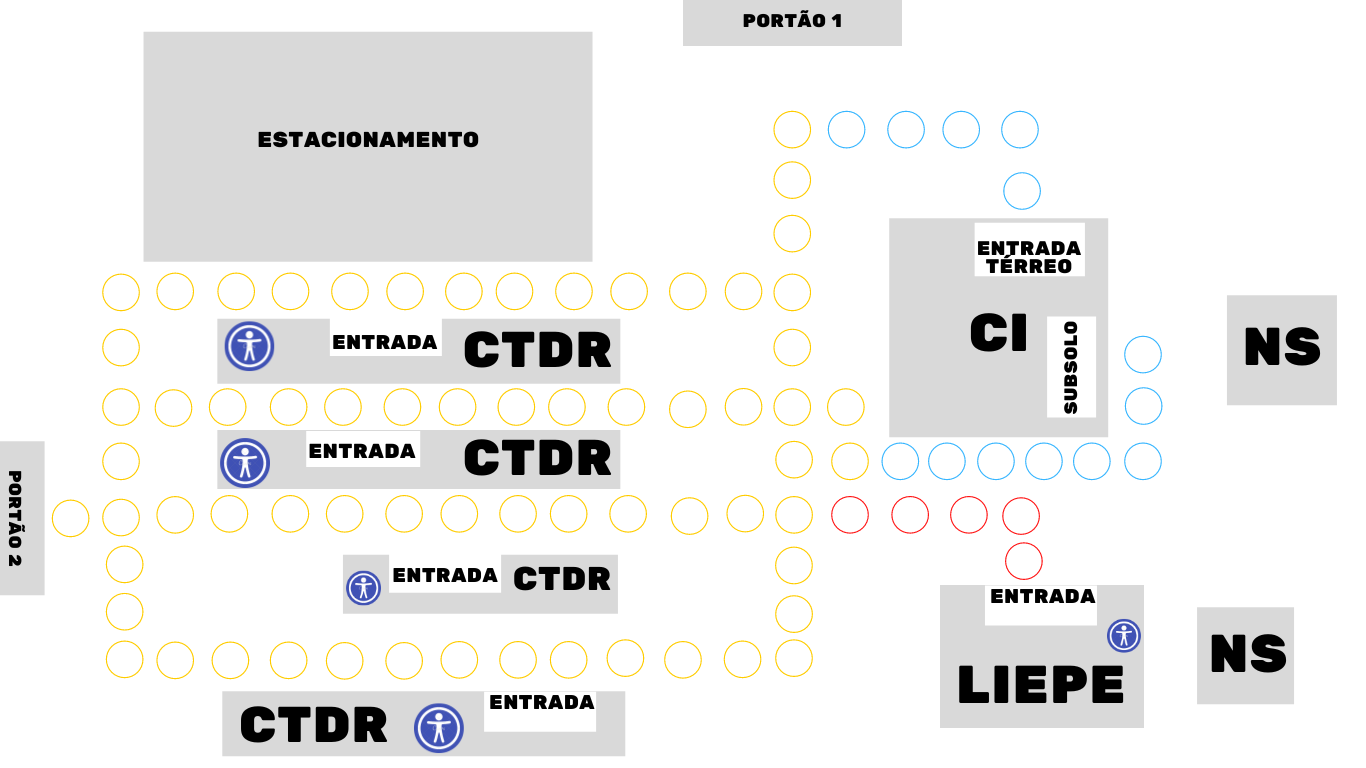 PORTÃO 1
ESTACIONAMENTO
ENTRADA
TÉRREO
CI
SUBSOLO
NS
ENTRADA
CTDR
ENTRADA
CTDR
PORTÃO 2
ENTRADA
CTDR
ENTRADA
LIEPE
NS
CTDR
ENTRADA